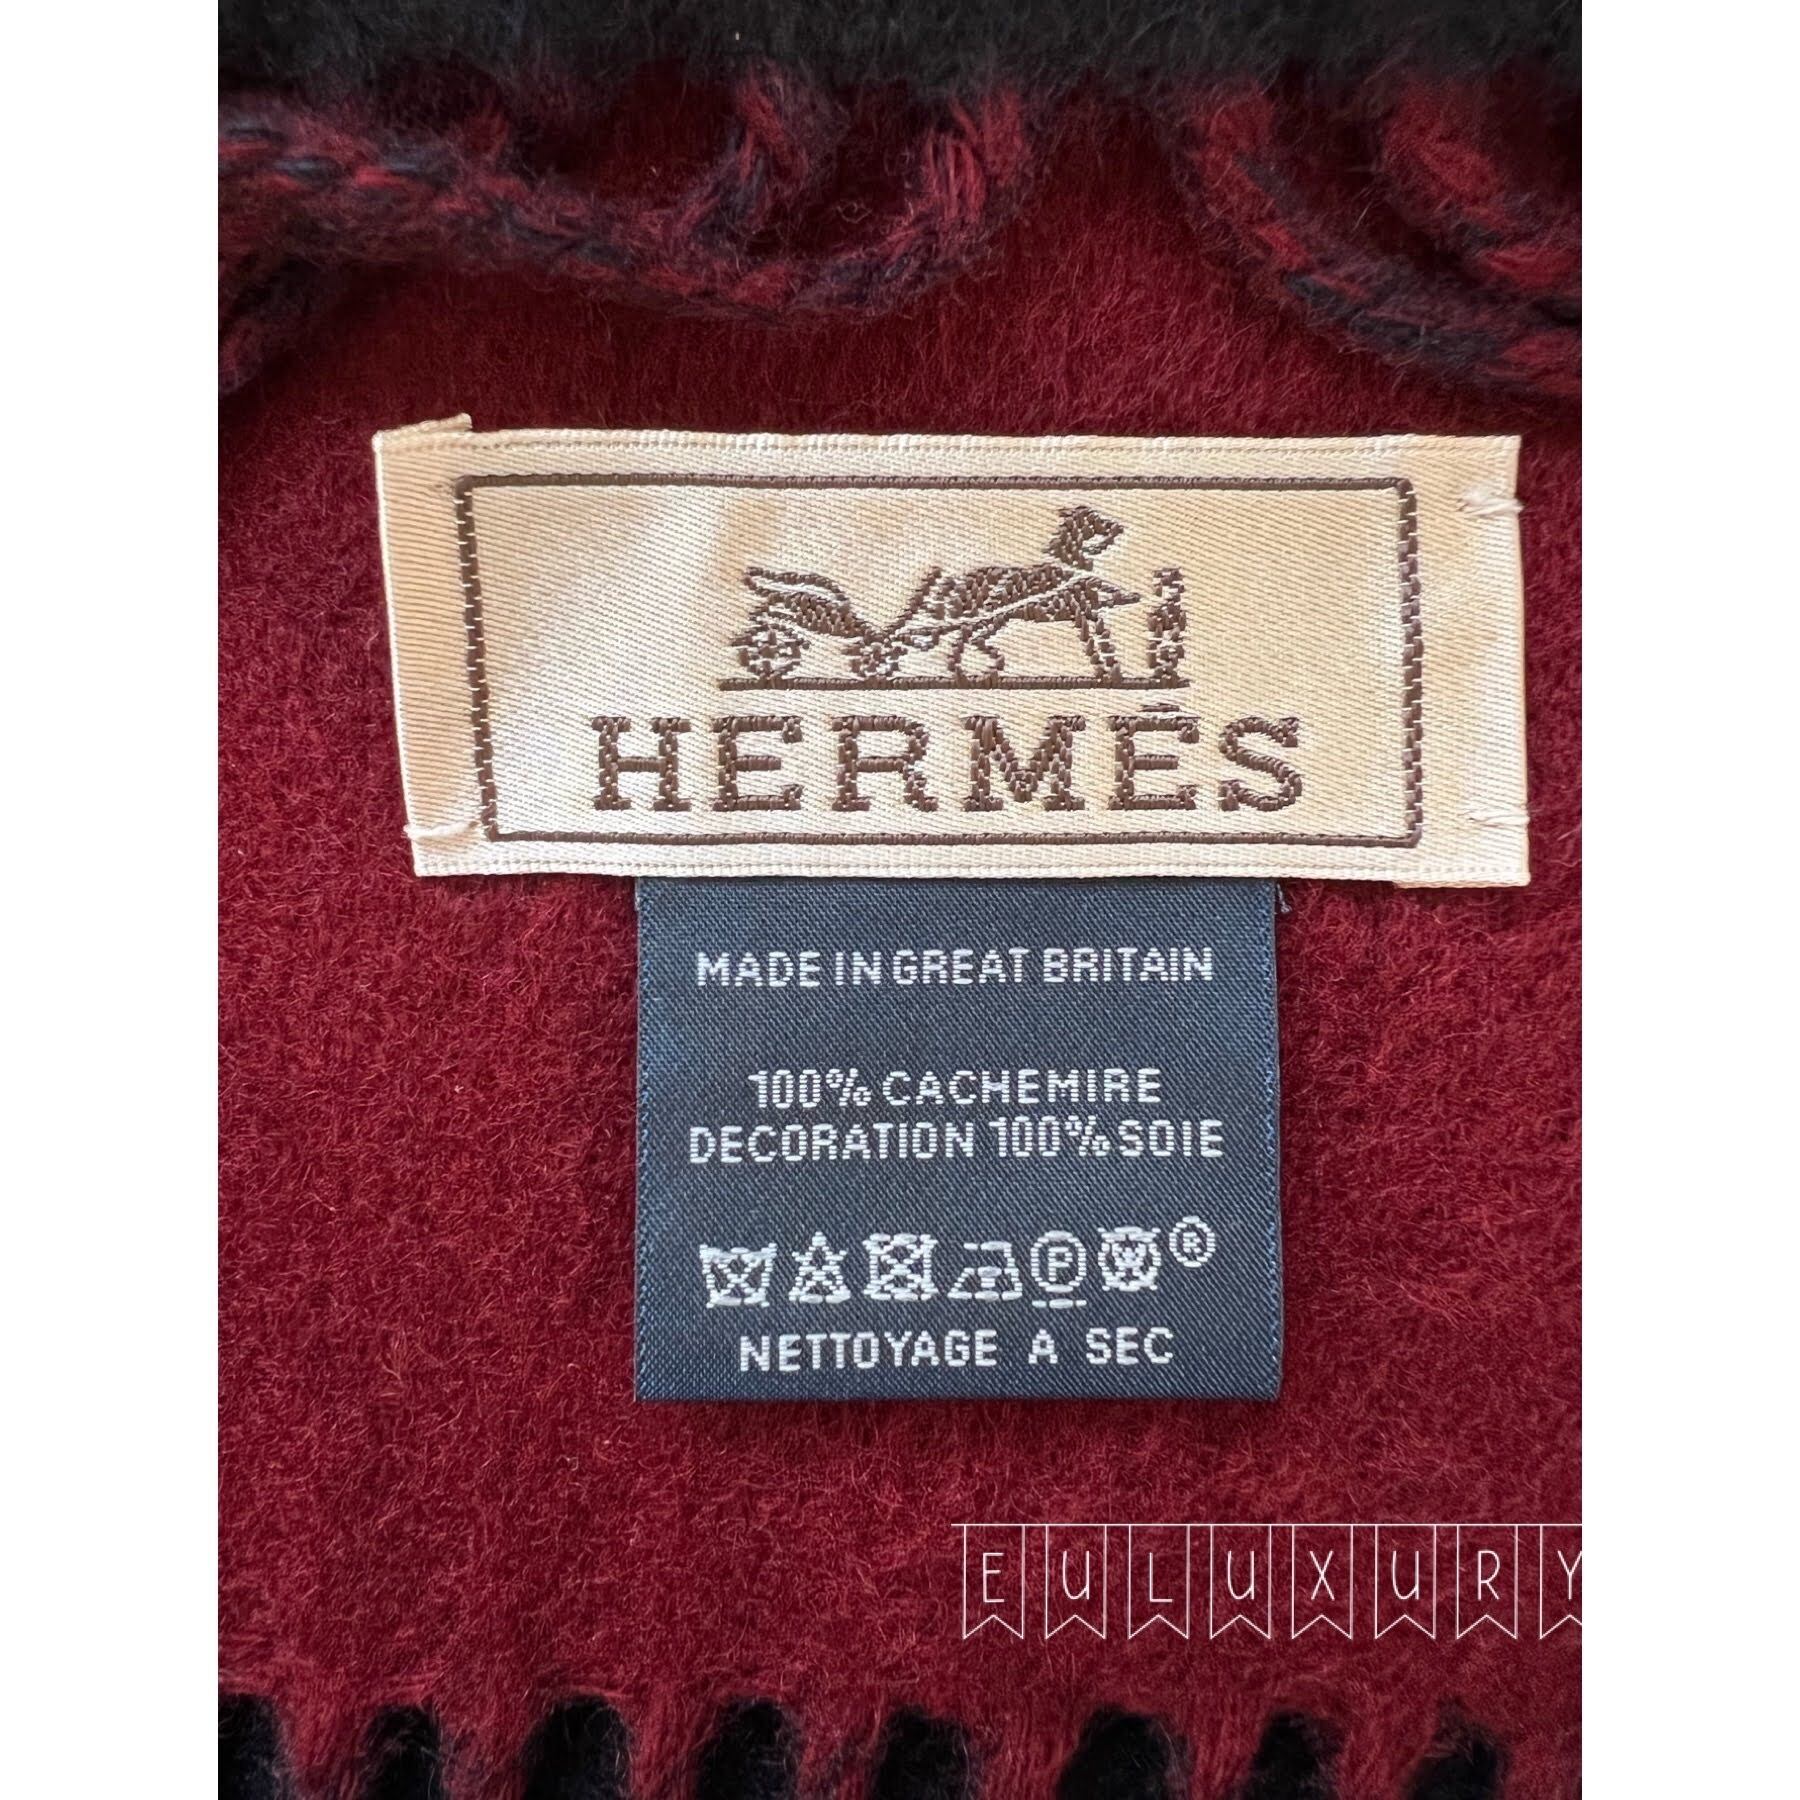 HERMÈS
MADE IN GREAT BRITAIN
100% CACHEMIRE
DECORATION 100% SOIE
P W ®
NETTOYAGE A SEC
EULUXURY